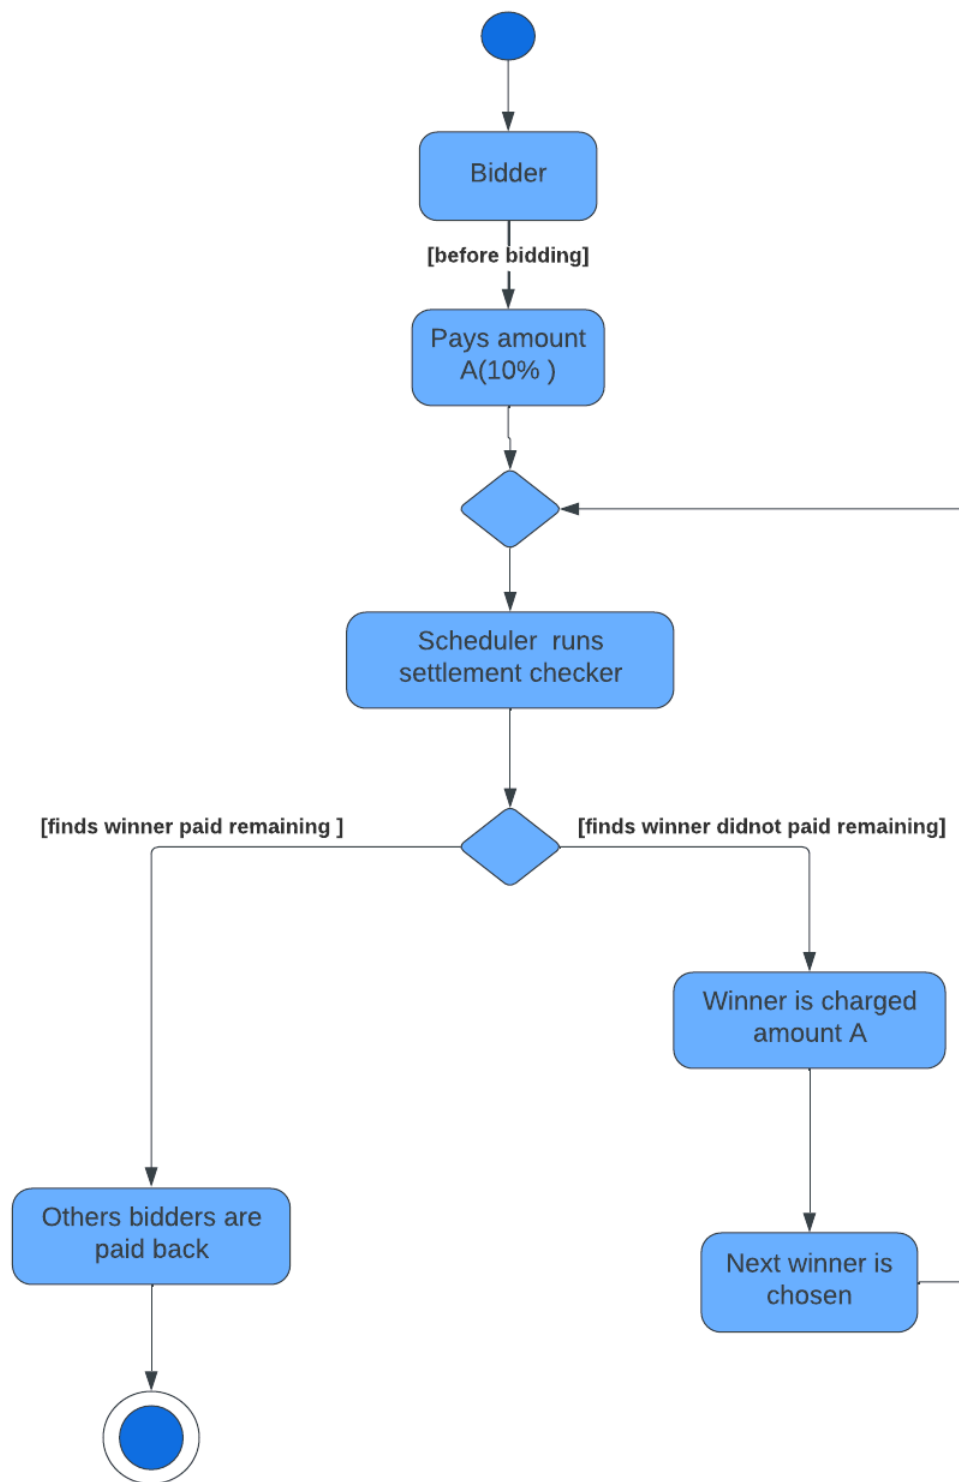 Bidder
[before bidding]
Pays amount
A(10% )
Scheduler runs
settlement checker
[finds winner paid remaining ]
[finds winner didnot paid remaining]
Winner is charged
amount A
Others bidders are
paid back
Next winner is
chosen